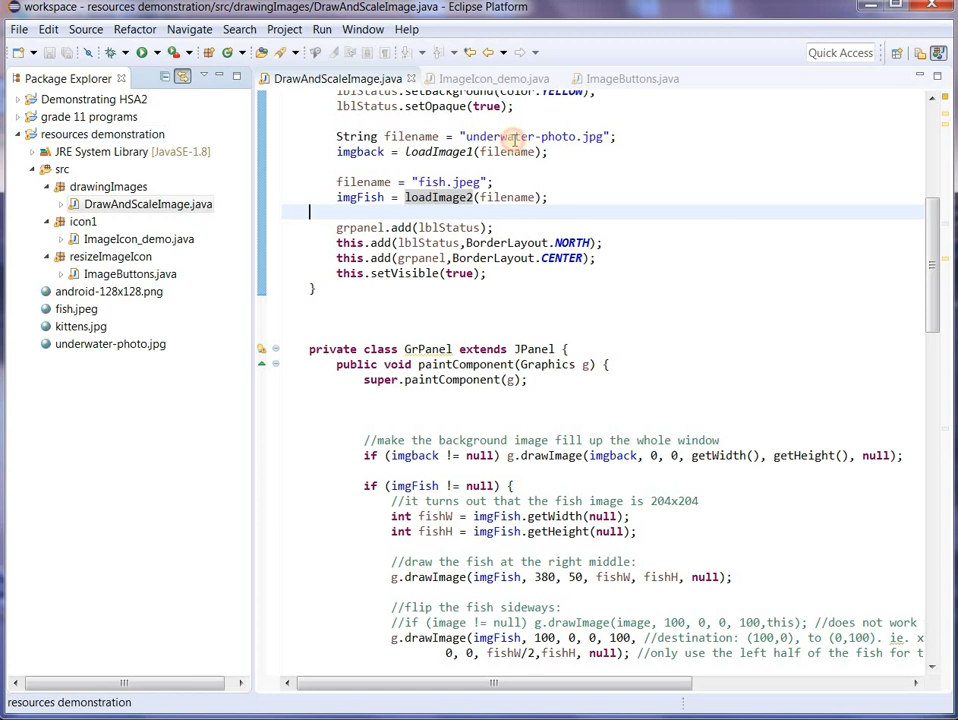 workspace - resources demonstration/src/drawingImages/DrawAndScaleImage.java - Eclipse Platform
File Edit Source Refactor Navigate Search Project Run Window Help
Quick Access
Package Explorer
DrawAndScaleImage.java ImageIcon_demo.java ImageButtons.java
Demonstrating HSA2
grade 11 programs
resources demonstration
JRE System Library [JavaSE-1.8]
src
drawingImages
DrawAndScaleImage.java
icon1
ImageIcon_demo.java
resizeImageIcon
ImageButtons.java
android-128x128.png
fish.jpeg
kittens.jpg
underwater-photo.jpg
lblStatus.setBackground(Color.YELLOW);
lblStatus.setOpaque(true);
String filename = "underwater-photo.jpg";
imgback = loadImage1(filename);
filename = "fish.jpeg";
imgFish = loadImage2(filename);
grpanel.add(lblStatus);
this.add(lblStatus,BorderLayout.NORTH);
this.add(grpanel,BorderLayout.CENTER);
this.setVisible(true);
}
private class GrPanel extends JPanel {
public void paintComponent(Graphics g) {
super.paintComponent(g);
//make the background image fill up the whole window
if (imgback != null) g.drawImage(imgback, 0, 0, getWidth(), getHeight(), null);
if (imgFish != null) {
//it turns out that the fish image is 204x204
int fishW = imgFish.getWidth(null);
int fishH = imgFish.getHeight(null);
//draw the fish at the right middle:
g.drawImage(imgFish, 380, 50, fishW, fishH, null);
//flip the fish sideways:
//if (image != null) g.drawImage(image, 100, 0, 0, 100,this); //does not work
g.drawImage(imgFish, 100, 0, 0, 100, //destination: (100,0), to (0,100). ie. x
0, 0, fishW/2,fishH, null); //only use the left half of the fish for t
resources demonstration